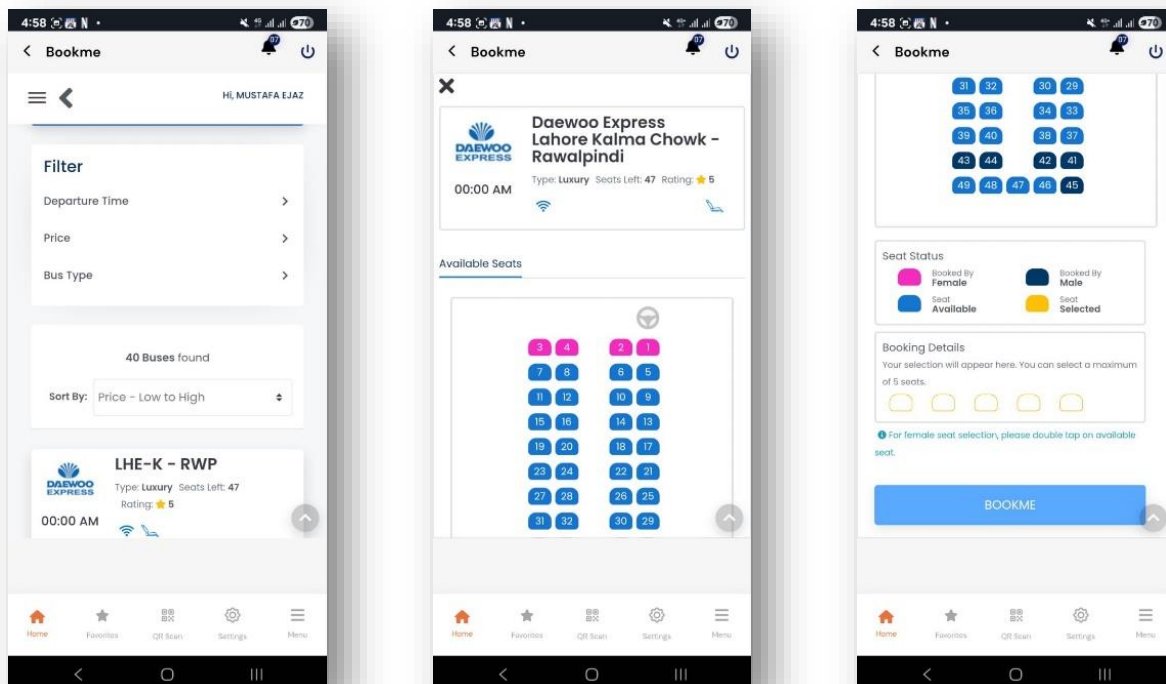 4:58
70
Bookme
07
Hi, MUSTAFA EJAZ
Filter
Departure Time
Price
Bus Type
40 Buses found
Sort By: Price - Low to High
DAEWOO
EXPRESS
LHE-K - RWP
Type: Luxury Seats Left: 47
Rating: 5
00:00 AM
Home Favorites QR Scan Settings Menu
4:58
70
Bookme
07
Daewoo Express
Lahore Kalma Chowk -
Rawalpindi
DAEWOO
EXPRESS
Type: Luxury Seats Left: 47 Rating: 5
00:00 AM
Available Seats
3 4 2 1
7 8 6 5
11 12 10 9
15 16 14 13
19 20 18 17
23 24 22 21
27 28 26 25
31 32 30 29
Home Favorites QR Scan Settings Menu
4:58
70
Bookme
07
31 32 30 29
35 36 34 33
39 40 38 37
43 44 42 41
49 48 47 46 45
Seat Status
Booked By
Female
Booked By
Male
Seat
Available
Seat
Selected
Booking Details
Your selection will appear here. You can select a maximum
of 5 seats.
For female seat selection, please double tap on available
seat.
BOOKME
Home Favorites QR Scan Settings Menu